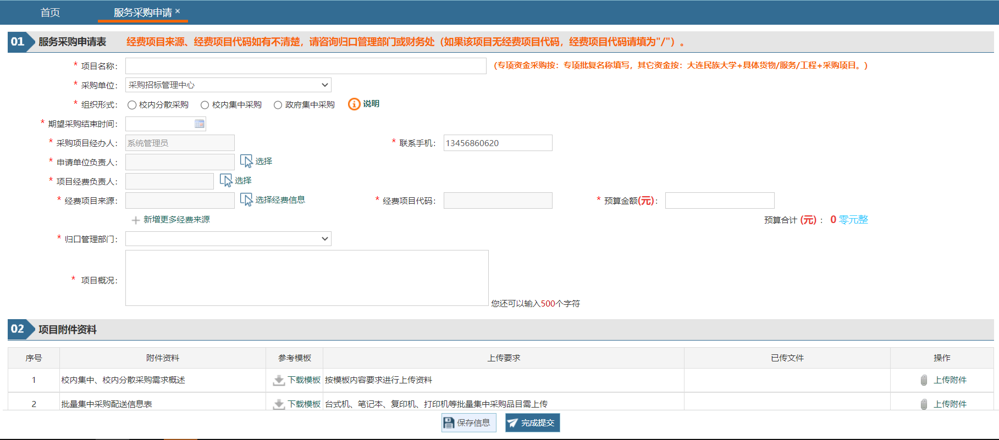 首页
服务采购申请 ×
01 服务采购申请表 经费项目来源、经费项目代码如有不清楚，请咨询归口管理部门或财务处（如果该项目无经费项目代码，经费项目代码请填为"/"）。
* 项目名称： (专项资金采购按：专项批复名称填写，其它资金按：大连民族大学+具体货物/服务/工程+采购项目。)
* 采购单位： 采购招标管理中心
* 组织形式： 校内分散采购 校内集中采购 政府集中采购 说明
* 期望采购结束时间：
* 采购项目经办人： 系统管理员 * 联系手机： 13456860620
* 申请单位负责人： 选择
* 项目经费负责人： 选择
* 经费项目来源： 选择经费信息 * 经费项目代码： * 预算金额(元)：
新增更多经费来源 预算合计 (元) ： 0 零元整
* 归口管理部门：
* 项目概况：
您还可以输入500个字符
02 项目附件资料
序号 附件资料 参考模板 上传要求 已传文件 操作
1 校内集中、校内分散采购需求概述 下载模板 按模板内容要求进行上传资料 上传附件
2 批量集中采购配送信息表 下载模板 台式机、笔记本、复印机、打印机等批量集中采购品目需上传 上传附件
保存信息 完成提交